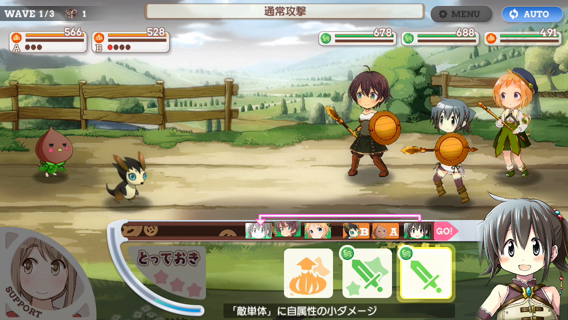 WAVE 1/3 1
通常攻撃
MENU
AUTO
566
A
528
B
678
688
491
B A GO!
とっておき
SUPPORT
「敵単体」に自属性の小ダメージ